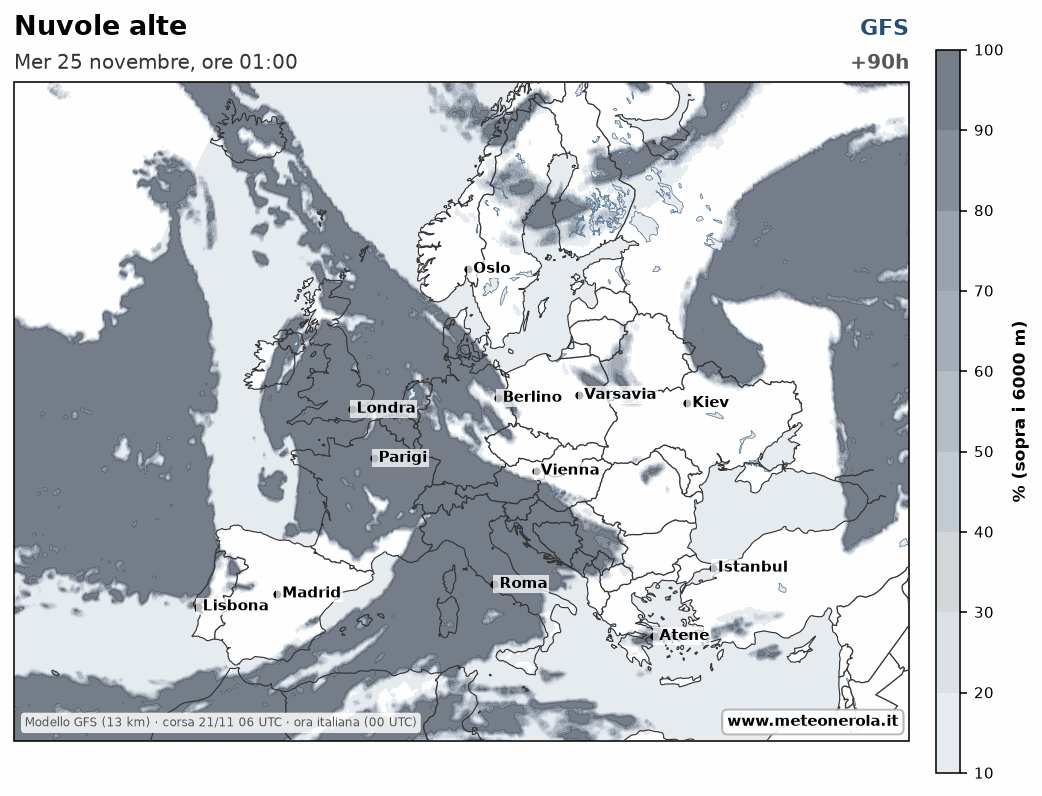 Nuvole alte
GFS
Mer 25 novembre, ore 01:00
+90h
100
90
80
70
60
50
40
30
20
10
% (sopra i 6000 m)
Oslo
Berlino
Varsavia
Kiev
Londra
Parigi
Vienna
Istanbul
Roma
Madrid
Lisbona
Atene
Modello GFS (13 km) · corsa 21/11 06 UTC · ora italiana (00 UTC)
www.meteonerola.it